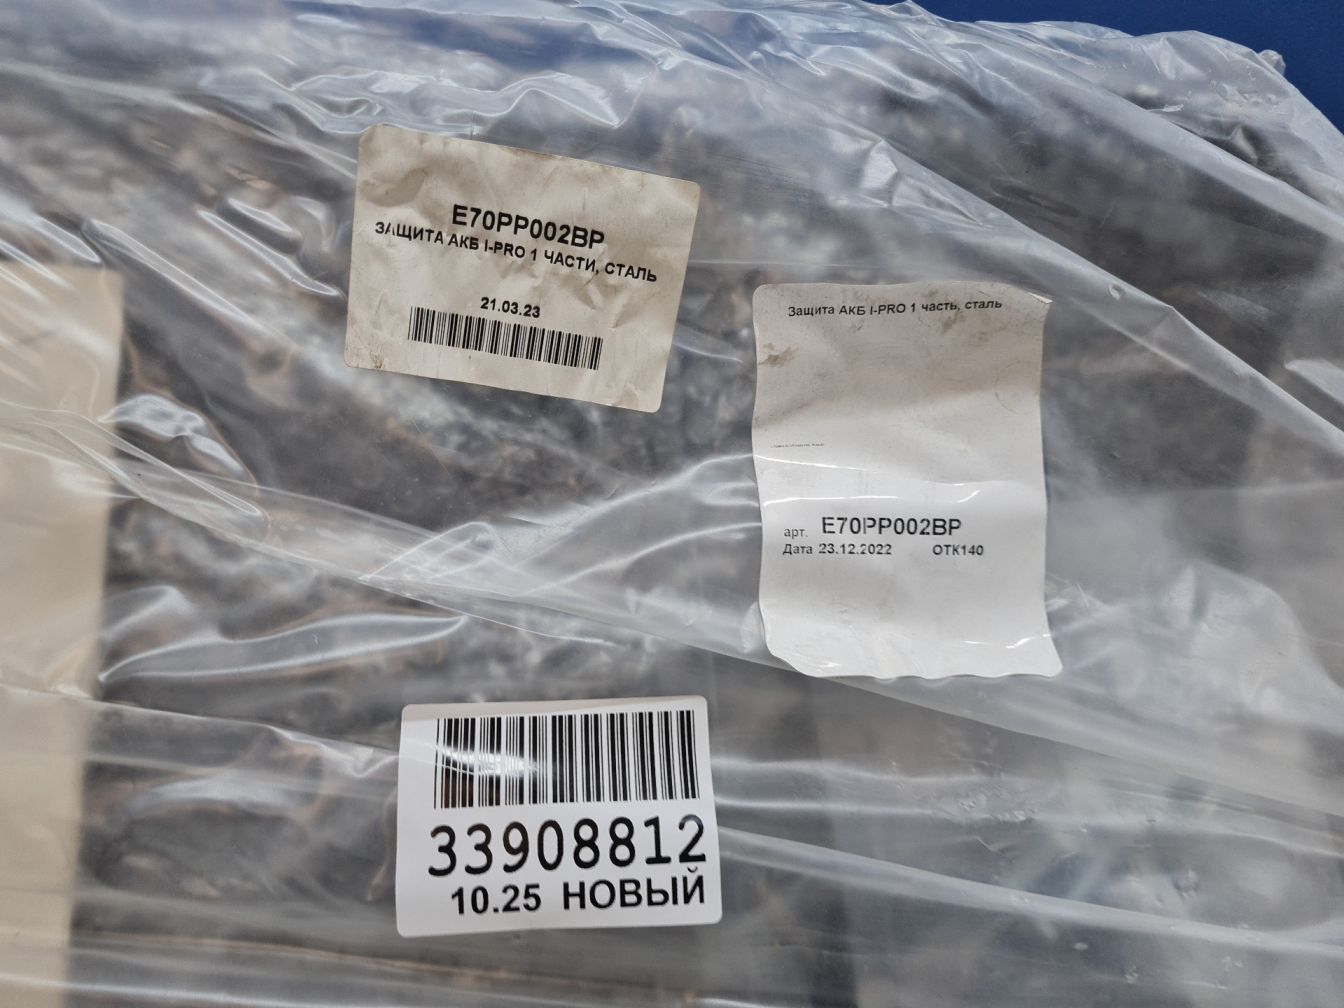 E70PP002BP
ЗАЩИТА АКБ I-PRO 1 ЧАСТИ, СТАЛЬ
21.03.23
Защита АКБ I-PRO 1 часть, сталь
арт. E70PP002BP
Дата 23.12.2022 ОТК140
33908812
10.25 НОВЫЙ